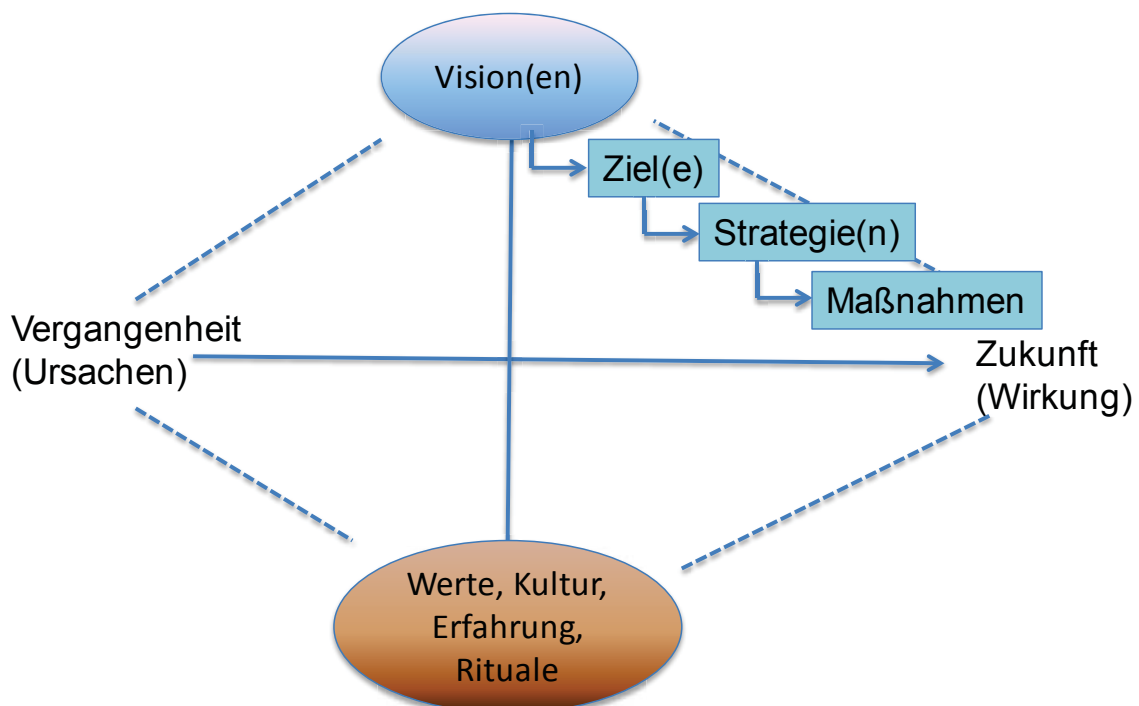 Vision(en)
Ziel(e)
Strategie(n)
Maßnahmen
Vergangenheit
(Ursachen)
Zukunft
(Wirkung)
Werte, Kultur,
Erfahrung,
Rituale